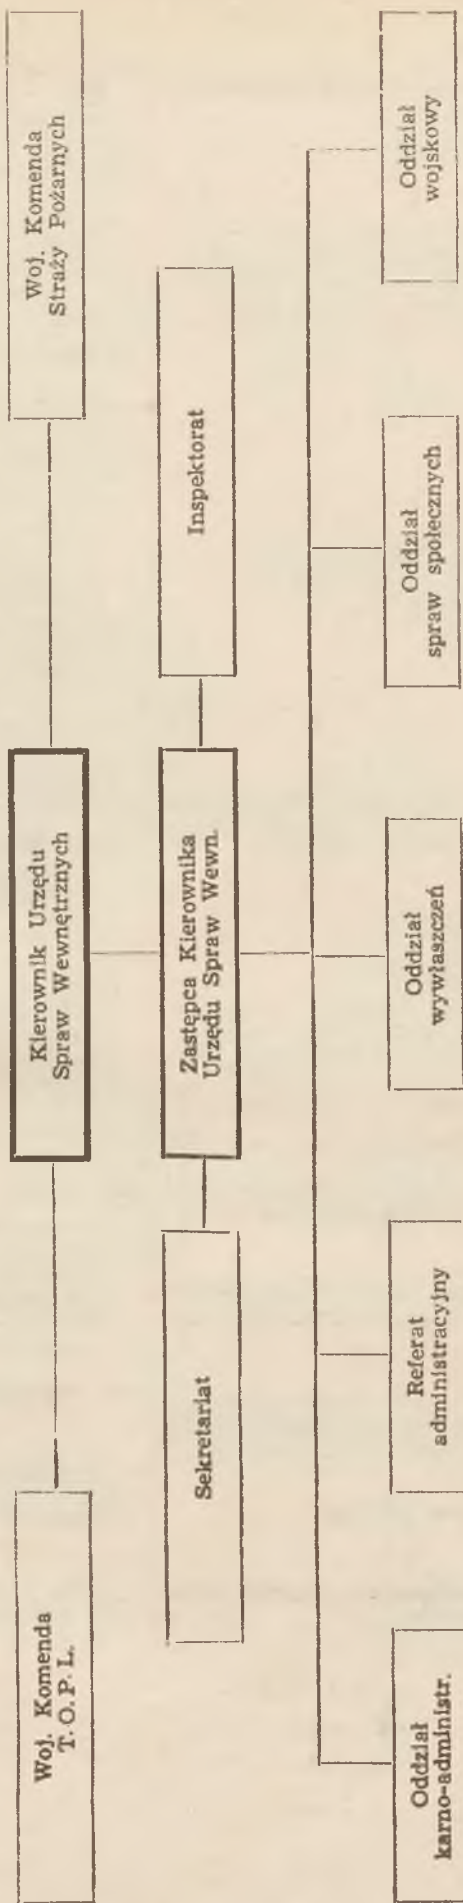 Woj. Komenda
T. O. P. L.
Kierownik Urzędu
Spraw Wewnętrznych
Woj. Komenda
Straży Pożarnych
Sekretariat
Zastępca Kierownika
Urzędu Spraw Wewn.
Inspektorat
Oddział
karno-administr.
Referat
administracyjny
Oddział
wywłaszczeń
Oddział
spraw społecznych
Oddział
wojskowy